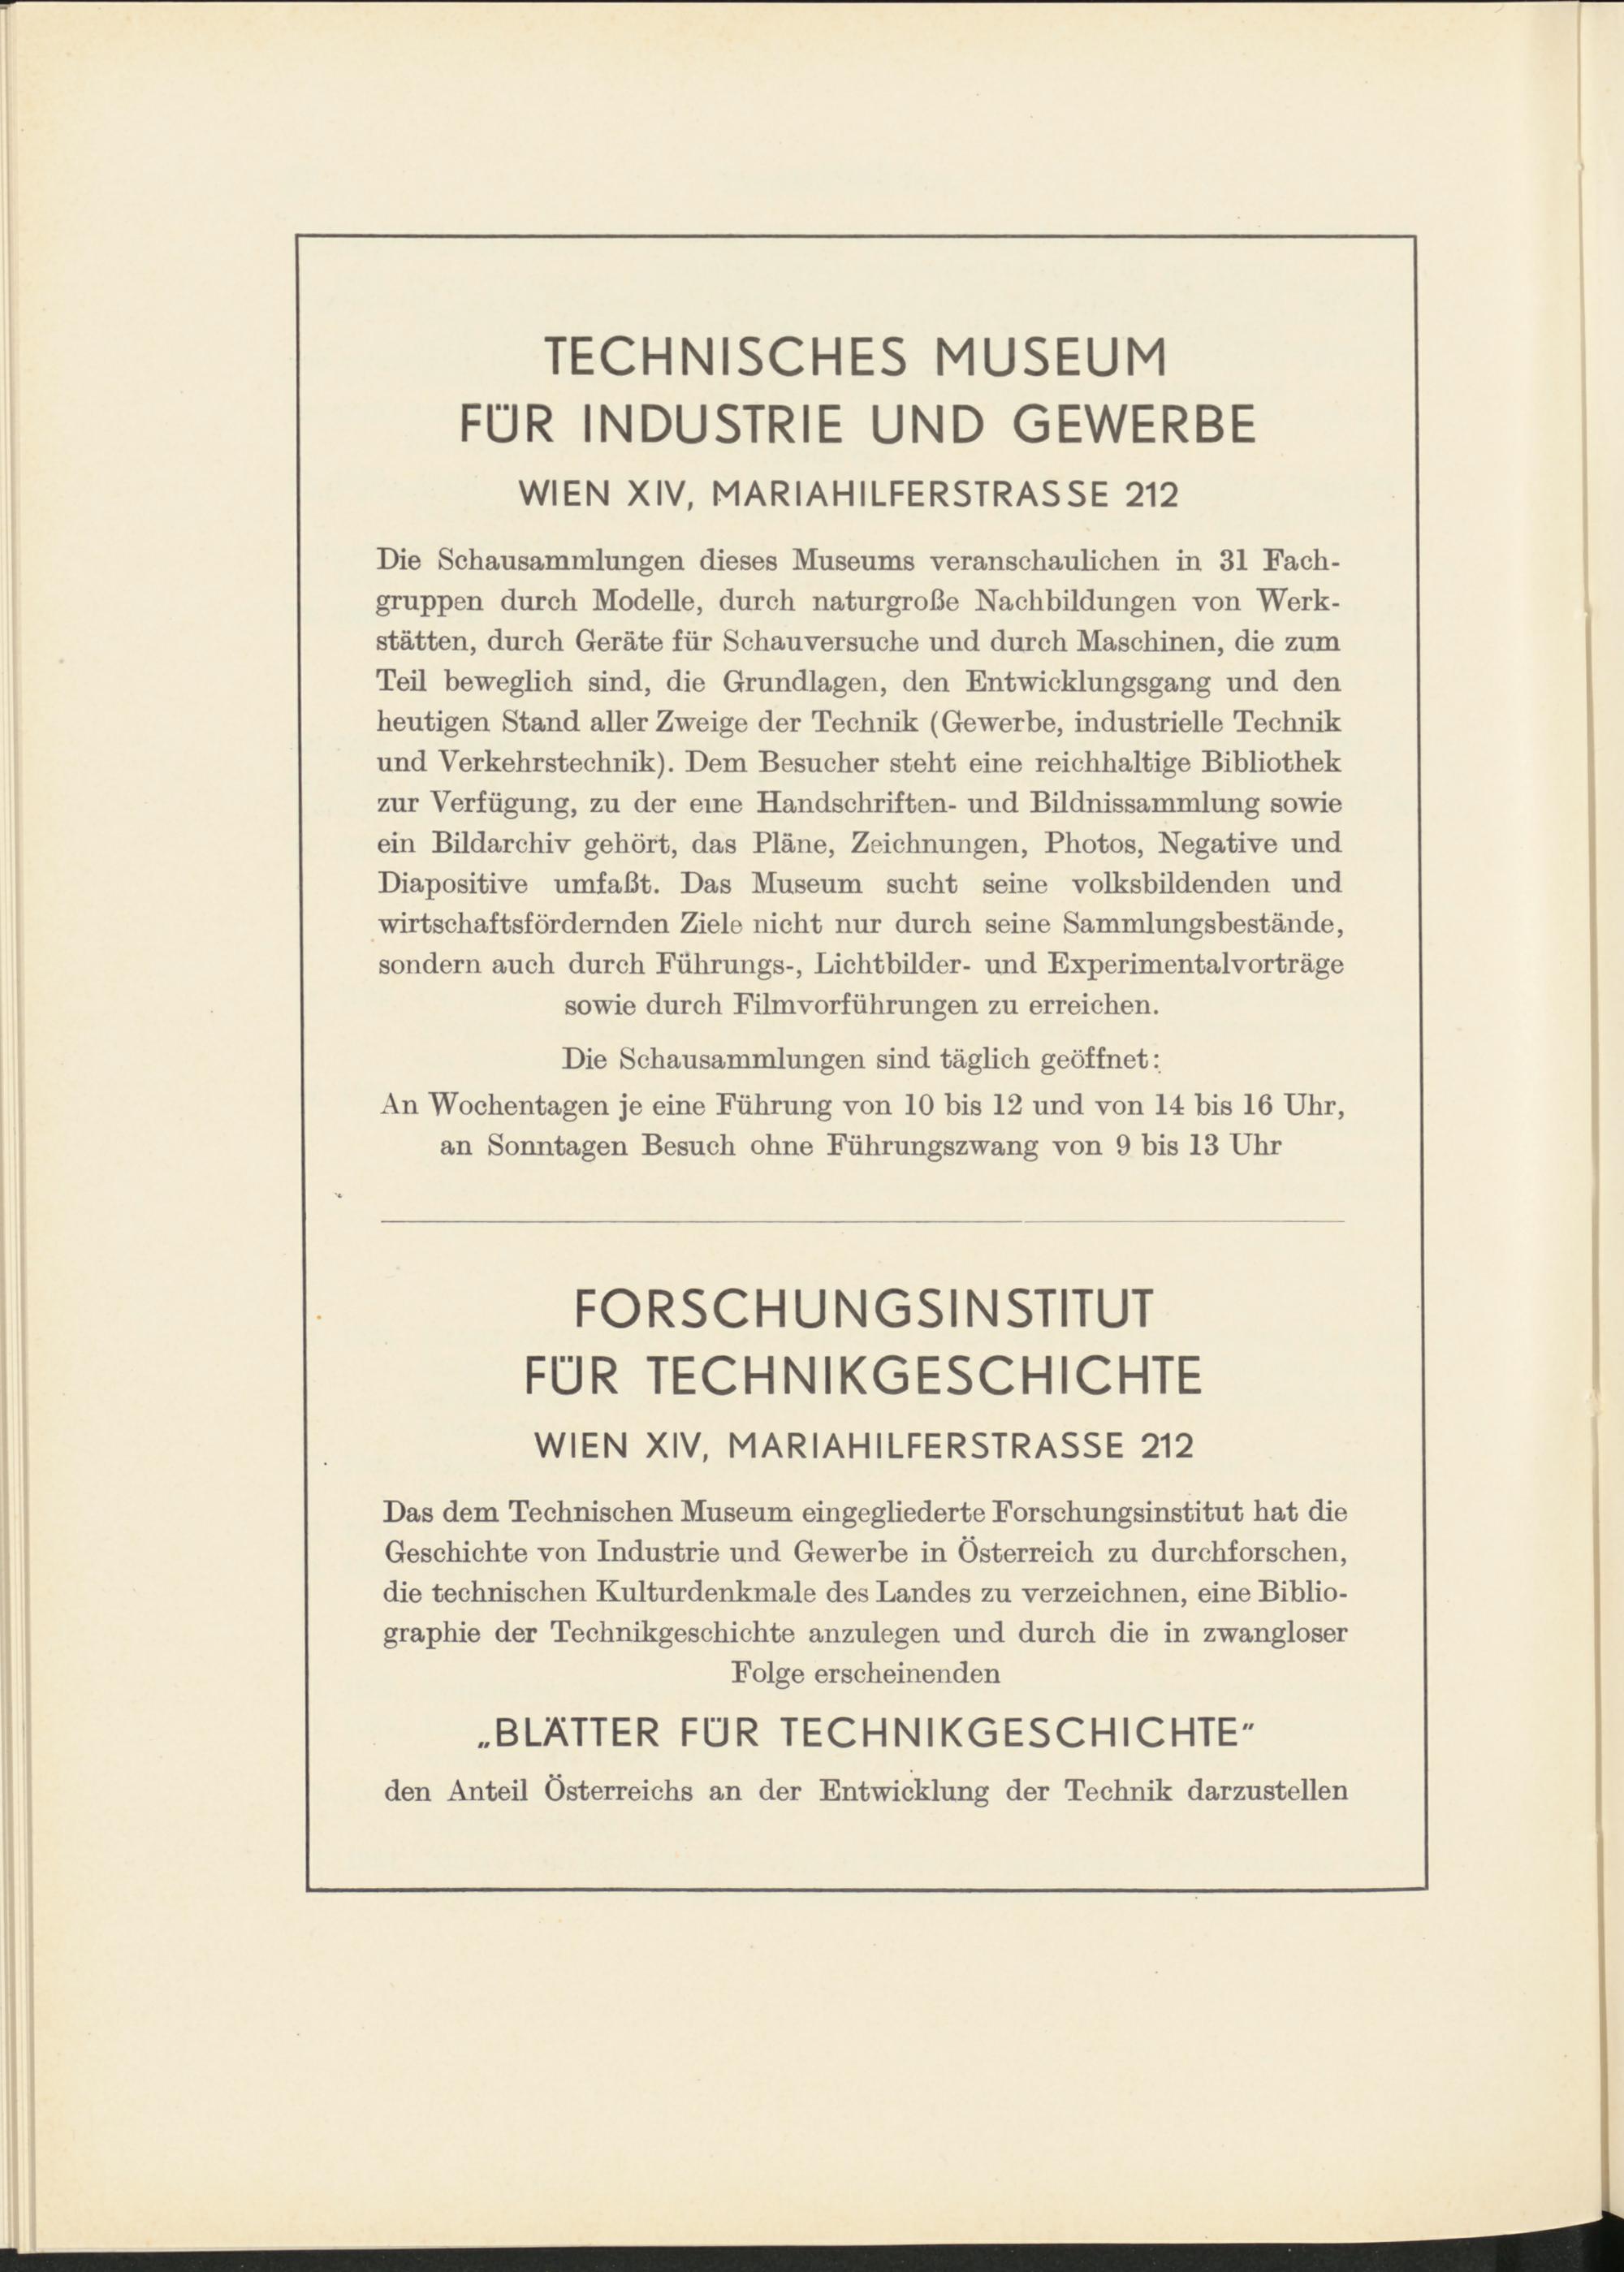 TECHNISCHES MUSEUM
FÜR INDUSTRIE UND GEWERBE
WIEN XIV, MARIAHILFERSTRASSE 212
Die Schausammlungen dieses Museums veranschaulichen in 31 Fach-
gruppen durch Modelle, durch naturgroße Nachbildungen von Werk-
stätten, durch Geräte für Schauversuche und durch Maschinen, die zum
Teil beweglich sind, die Grundlagen, den Entwicklungsgang und den
heutigen Stand aller Zweige der Technik (Gewerbe, industrielle Technik
und Verkehrstechnik). Dem Besucher steht eine reichhaltige Bibliothek
zur Verfügung, zu der eine Handschriften- und Bildnissammlung sowie
ein Bildarchiv gehört, das Pläne, Zeichnungen, Photos, Negative und
Diapositive umfaßt. Das Museum sucht seine volksbildenden und
wirtschaftsfördernden Ziele nicht nur durch seine Sammlungsbestände,
sondern auch durch Führungs-, Lichtbilder- und Experimentalvorträge
sowie durch Filmvorführungen zu erreichen.
Die Schausammlungen sind täglich geöffnet:
An Wochentagen je eine Führung von 10 bis 12 und von 14 bis 16 Uhr,
an Sonntagen Besuch ohne Führungszwang von 9 bis 13 Uhr
FORSCHUNGSINSTITUT
FÜR TECHNIKGESCHICHTE
WIEN XIV, MARIAHILFERSTRASSE 212
Das dem Technischen Museum eingegliederte Forschungsinstitut hat die
Geschichte von Industrie und Gewerbe in Österreich zu durchforschen,
die technischen Kulturdenkmale des Landes zu verzeichnen, eine Biblio-
graphie der Technikgeschichte anzulegen und durch die in zwangloser
Folge erscheinenden
„BLÄTTER FÜR TECHNIKGESCHICHTE“
den Anteil Österreichs an der Entwicklung der Technik darzustellen